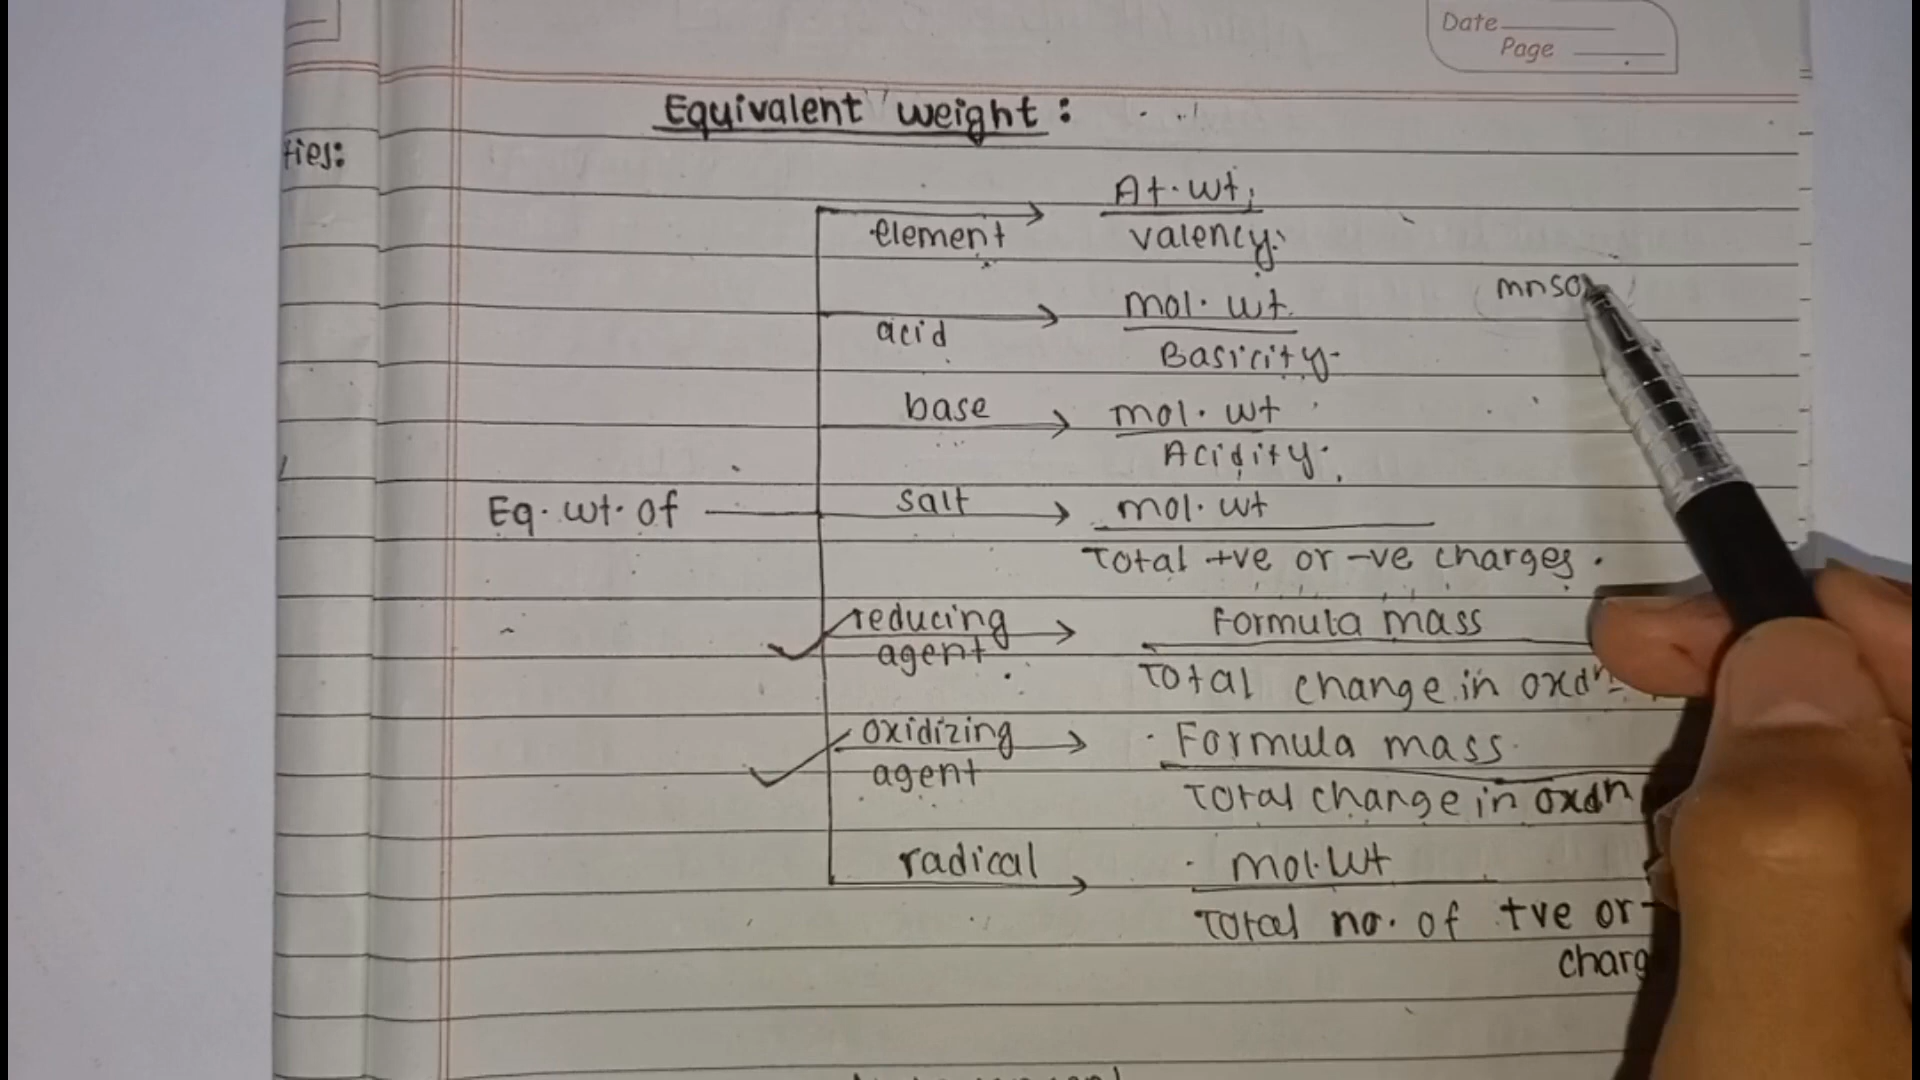 Date
Page
Equivalent weight:
ties:
At. wt.
element
valency.
mnso
mol. wt.
acid
Basicity.
base
mol. wt
Acidity.
Eq. wt. of
salt
mol. wt
Total +ve or -ve charges.
reducing
agent
Formula mass
Total change in oxdn
oxidizing
agent
Formula mass
Total change in oxdn
radical
mol. wt
Total no. of +ve or -
charg